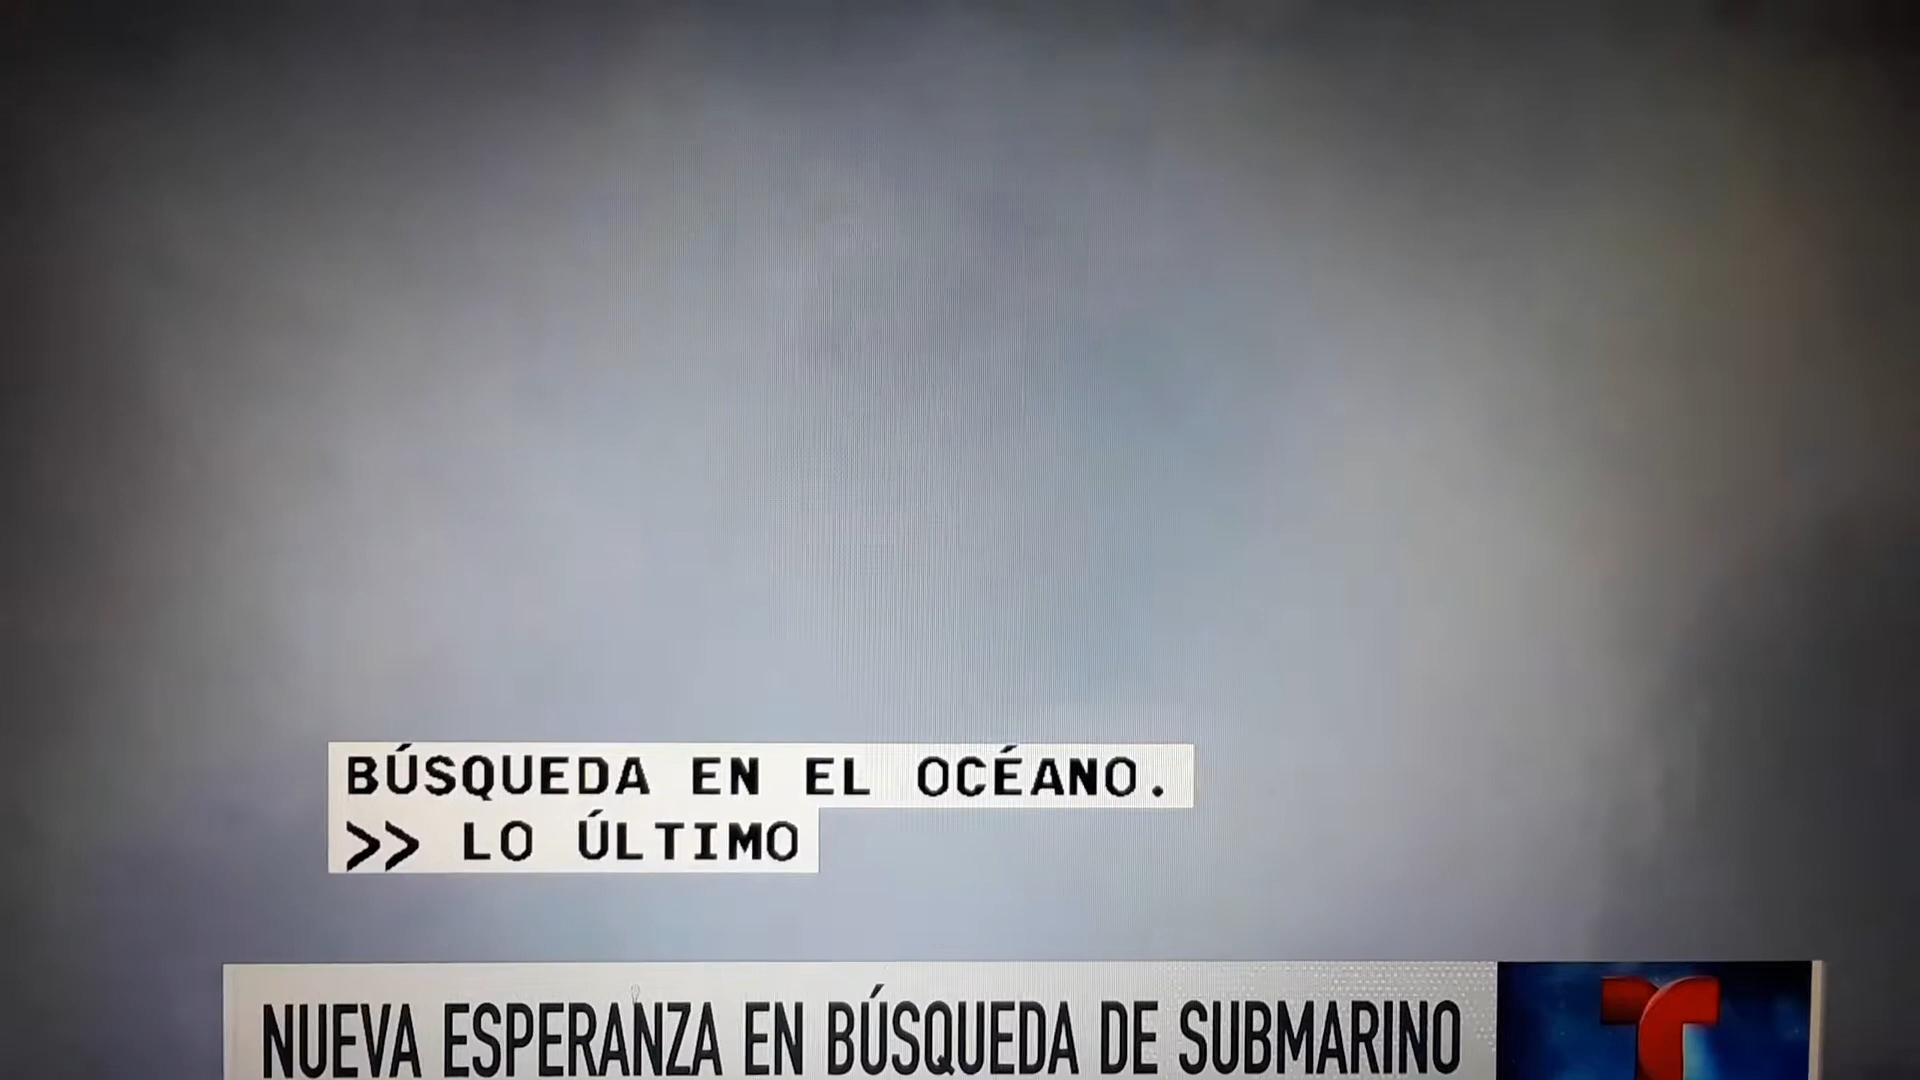 BÚSQUEDA EN EL OCÉANO.
>> LO ÚLTIMO
NUEVA ESPERANZA EN BÚSQUEDA DE SUBMARINO